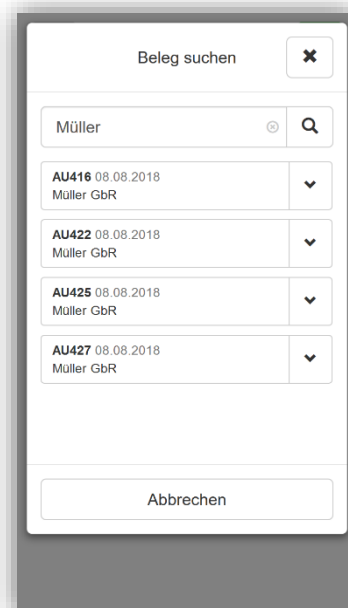 Beleg suchen
Müller
AU416 08.08.2018
Müller GbR
AU422 08.08.2018
Müller GbR
AU425 08.08.2018
Müller GbR
AU427 08.08.2018
Müller GbR
Abbrechen